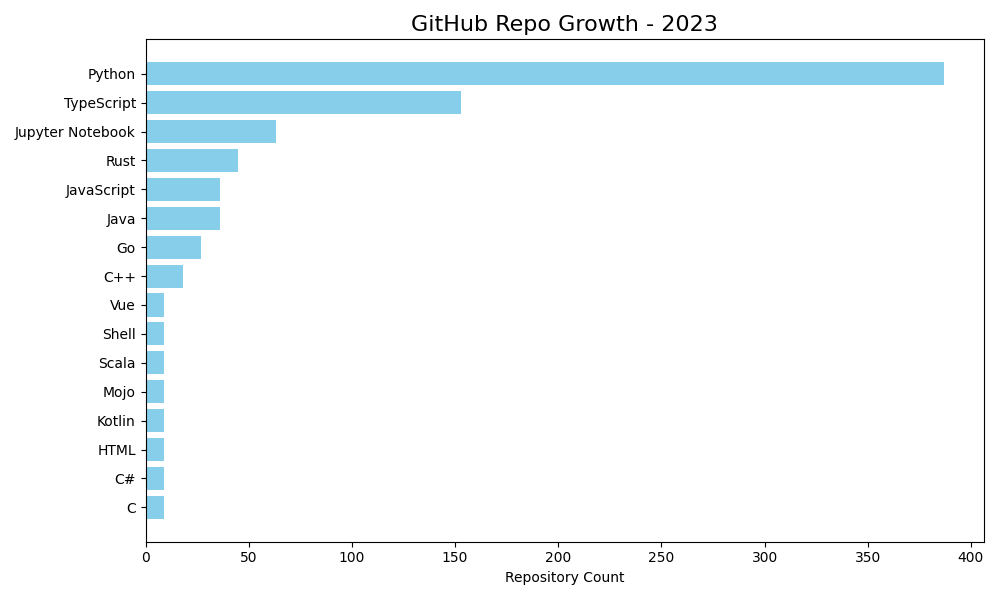 GitHub Repo Growth - 2023
Python
TypeScript
Jupyter Notebook
Rust
JavaScript
Java
Go
C++
Vue
Shell
Scala
Mojo
Kotlin
HTML
C#
C
0 50 100 150 200 250 300 350 400
Repository Count